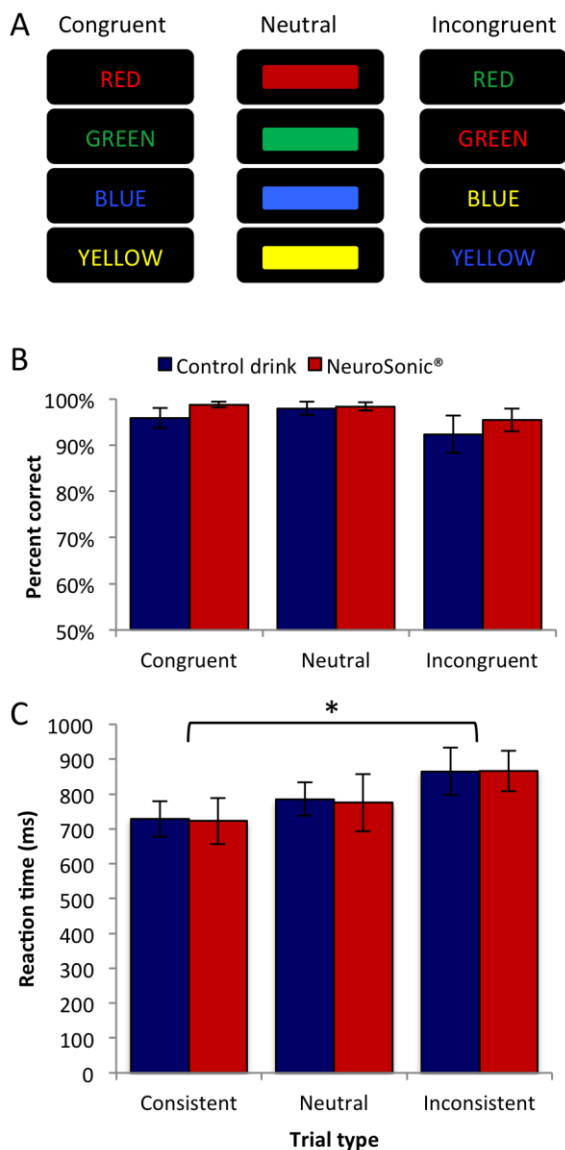 A
Congruent Neutral Incongruent
RED RED
GREEN GREEN
BLUE BLUE
YELLOW YELLOW
B
Control drink NeuroSonic®
100%
90%
80%
70%
60%
50%
Percent correct
Congruent Neutral Incongruent
C
*
1000
900
800
700
600
500
400
300
200
100
0
Reaction time (ms)
Consistent Neutral Inconsistent
Trial type